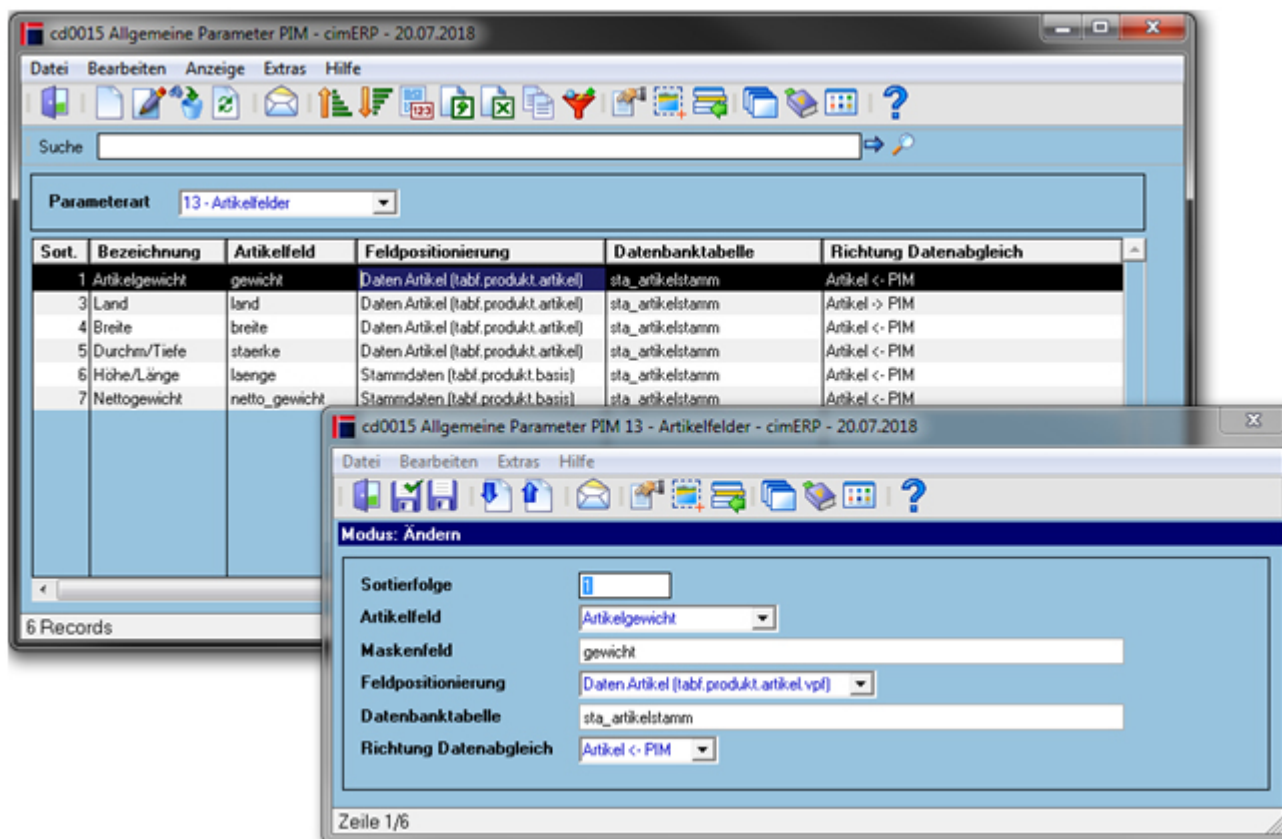 cd0015 Allgemeine Parameter PIM - cimERP - 20.07.2018
Datei Bearbeiten Anzeige Extras Hilfe
123
Suche
Parameterart 13 - Artikelfelder
Sort. Bezeichnung Artikelfeld Feldpositionierung Datenbanktabelle Richtung Datenabgleich
1 Artikelgewicht gewicht Daten Artikel (tabf.produkt.artikel) sta_artikelstamm Artikel <- PIM
3 Land land Daten Artikel (tabf.produkt.artikel) sta_artikelstamm Artikel -> PIM
4 Breite breite Daten Artikel (tabf.produkt.artikel) sta_artikelstamm Artikel <- PIM
5 Durchm/Tiefe staerke Daten Artikel (tabf.produkt.artikel) sta_artikelstamm Artikel <- PIM
6 Höhe/Länge laenge Stammdaten (tabf.produkt.basis) sta_artikelstamm Artikel <- PIM
7 Nettogewicht netto_gewicht Stammdaten (tabf.produkt.basis) sta_artikelstamm Artikel <- PIM
6 Records
cd0015 Allgemeine Parameter PIM 13 - Artikelfelder - cimERP - 20.07.2018
Datei Bearbeiten Extras Hilfe
Modus: Ändern
Sortierfolge 1
Artikelfeld Artikelgewicht
Maskenfeld gewicht
Feldpositionierung Daten Artikel (tabf.produkt.artikel.vpf)
Datenbanktabelle sta_artikelstamm
Richtung Datenabgleich Artikel <- PIM
Zeile 1/6